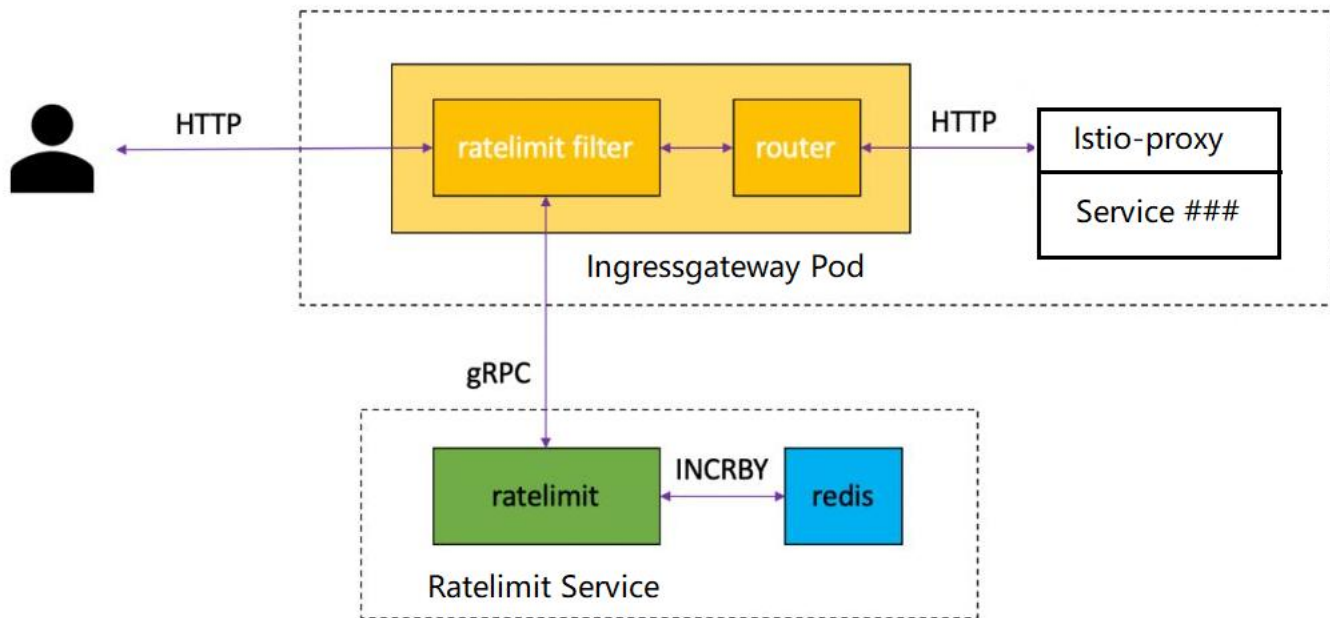 HTTP
ratelimit filter
router
HTTP
Istio-proxy
Service ###
Ingressgateway Pod
gRPC
ratelimit
INCRBY
redis
Ratelimit Service